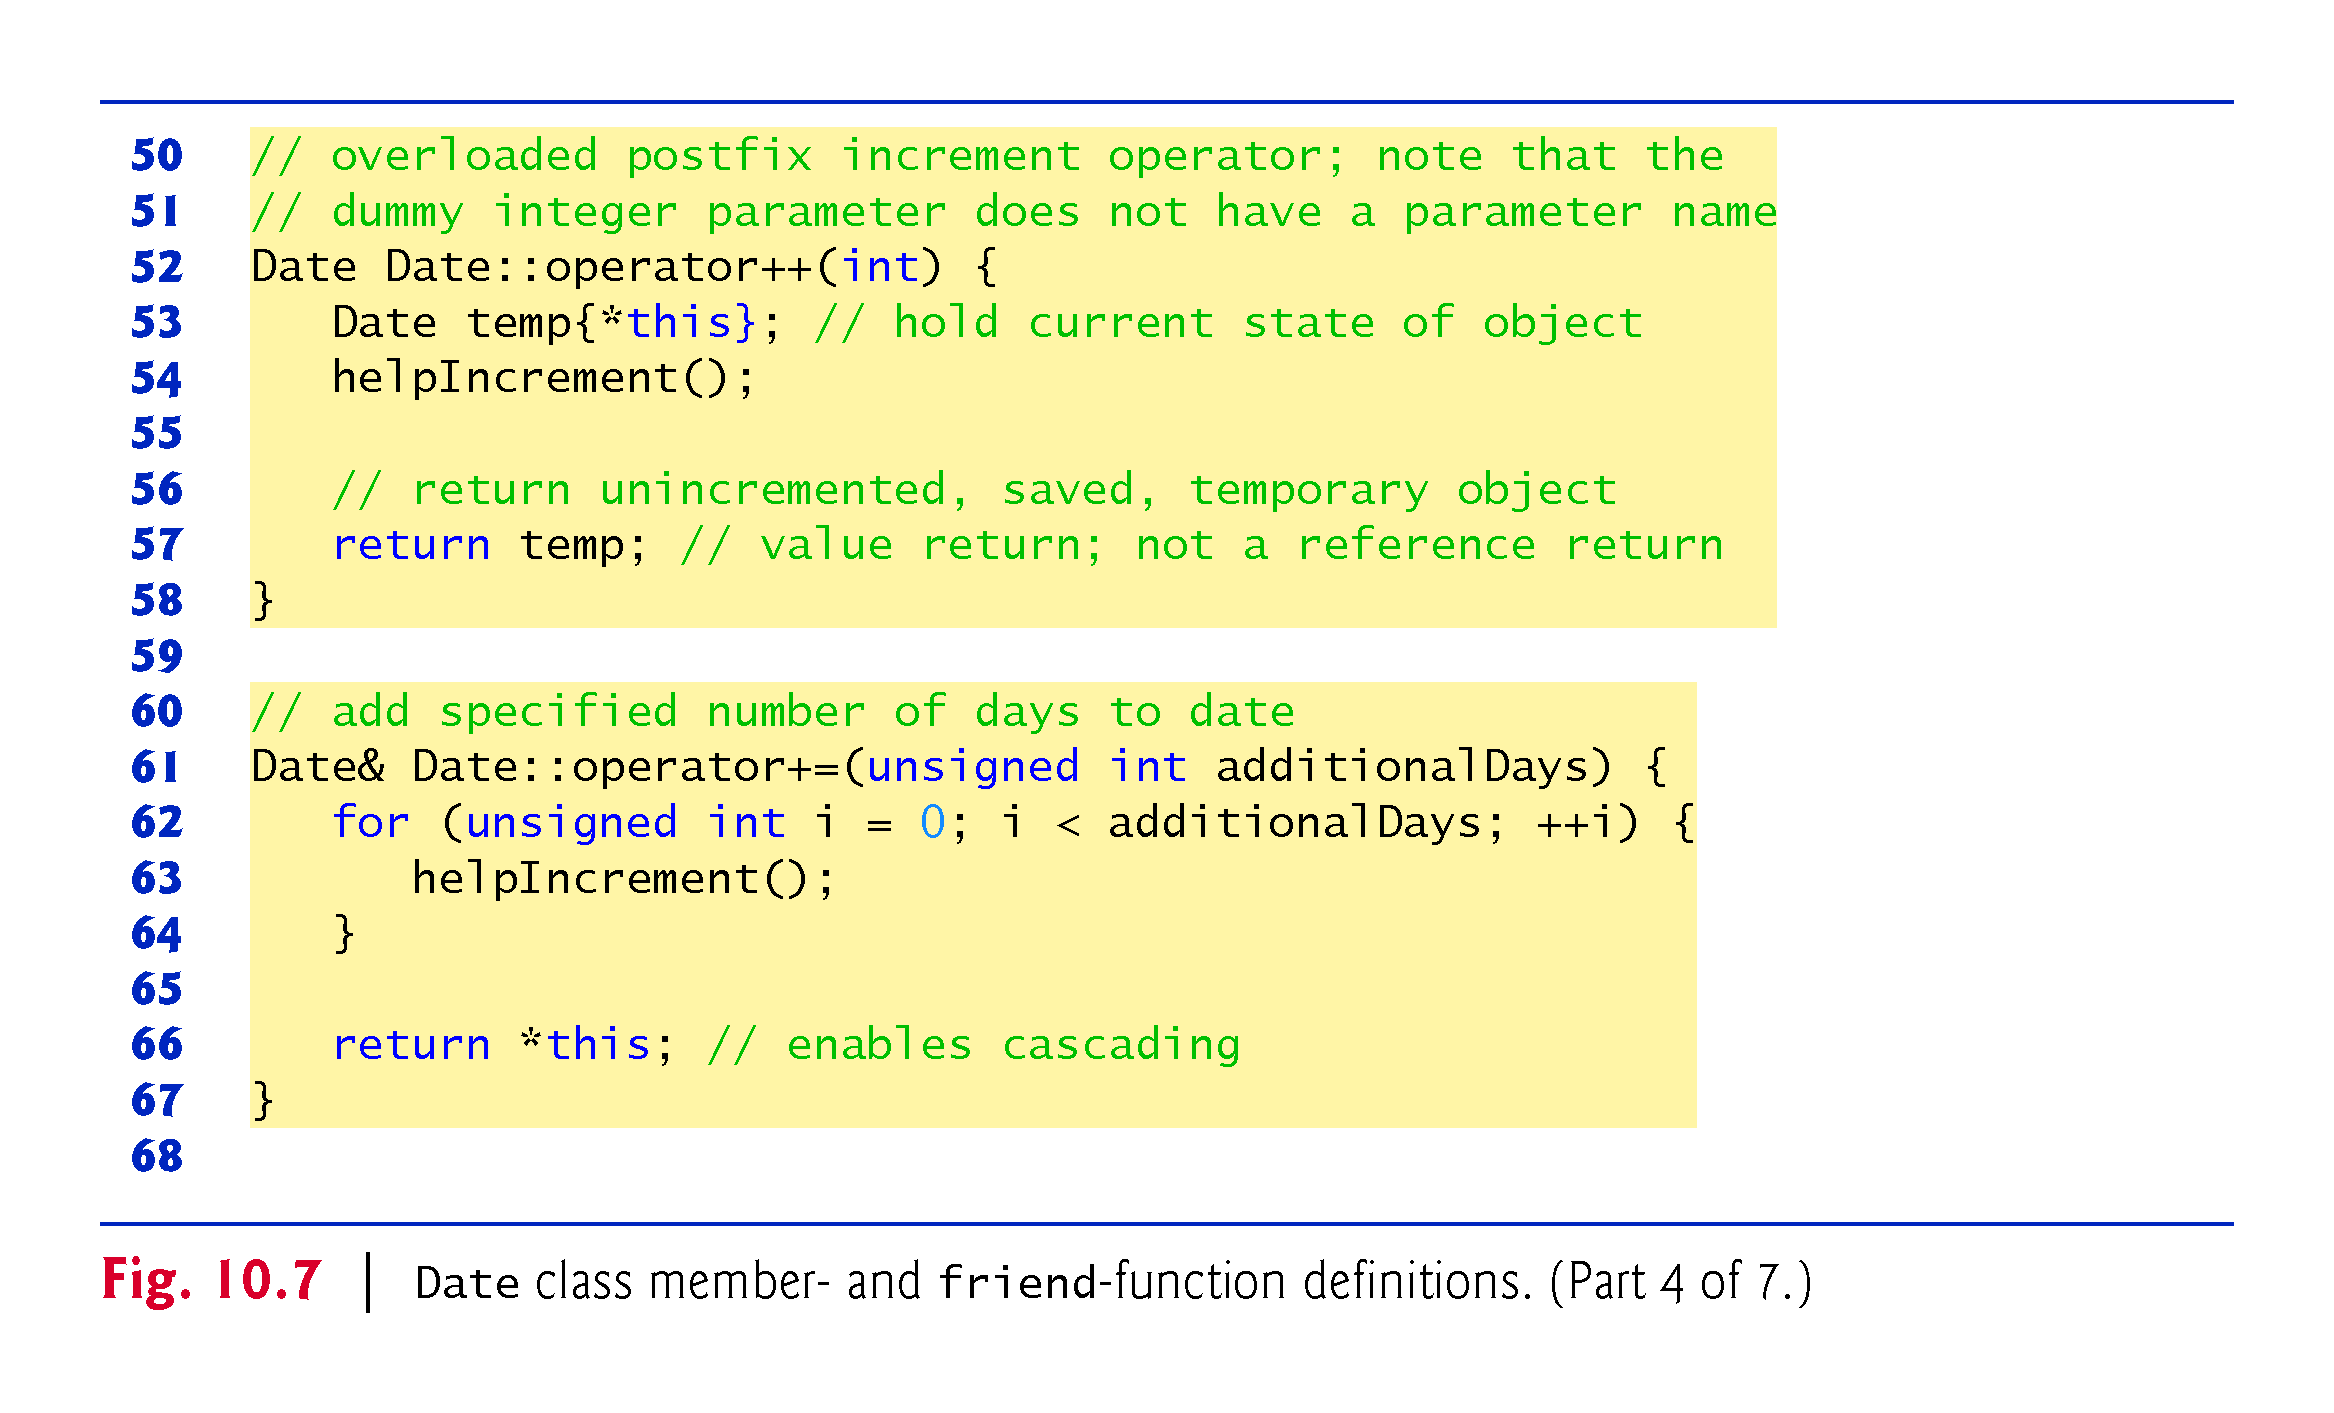 50 // overloaded postfix increment operator; note that the
51 // dummy integer parameter does not have a parameter name
52 Date Date::operator++(int) {
53    Date temp{*this}; // hold current state of object
54    helpIncrement();
55
56    // return unincremented, saved, temporary object
57    return temp; // value return; not a reference return
58 }
59
60 // add specified number of days to date
61 Date& Date::operator+=(unsigned int additionalDays) {
62    for (unsigned int i = 0; i < additionalDays; ++i) {
63       helpIncrement();
64    }
65
66    return *this; // enables cascading
67 }
68
Fig. 10.7 | Date class member- and friend-function definitions. (Part 4 of 7.)